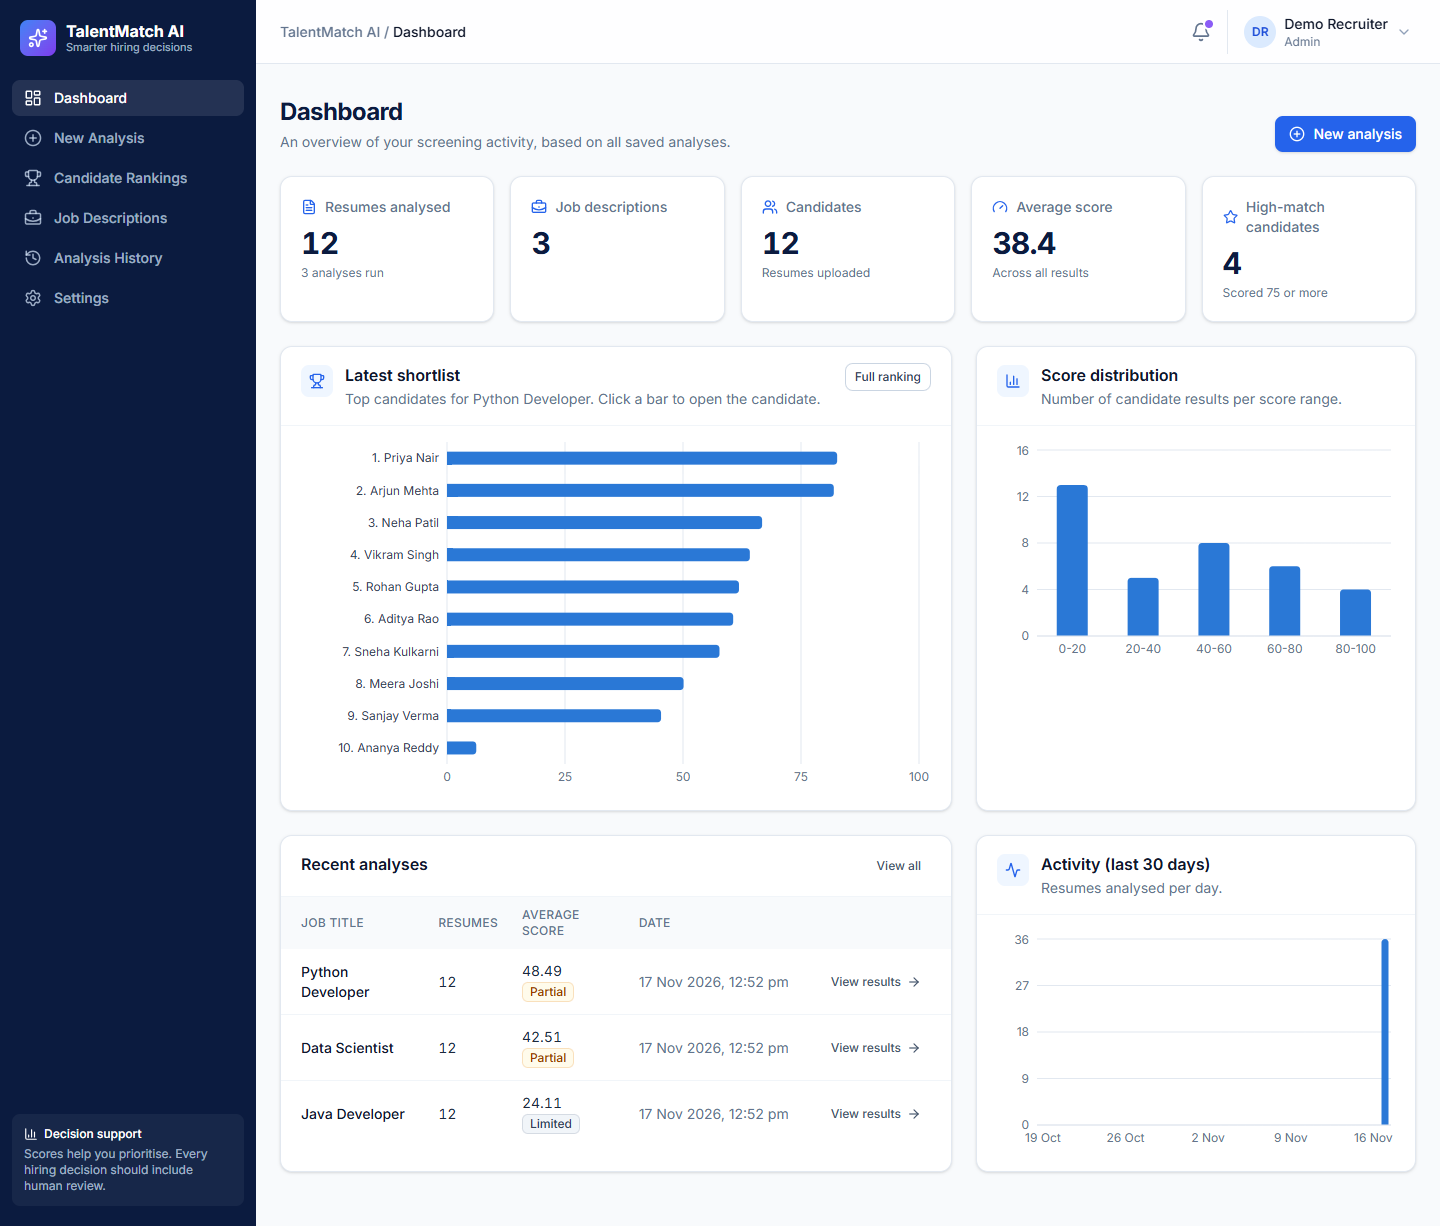 TalentMatch AI
Smarter hiring decisions
Dashboard
New Analysis
Candidate Rankings
Job Descriptions
Analysis History
Settings
Decision support
Scores help you prioritise. Every
hiring decision should include
human review.
TalentMatch AI / Dashboard
DR
Demo Recruiter
Admin
Dashboard
An overview of your screening activity, based on all saved analyses.
New analysis
Resumes analysed
12
3 analyses run
Job descriptions
3
Candidates
12
Resumes uploaded
Average score
38.4
Across all results
High-match
candidates
4
Scored 75 or more
Latest shortlist
Top candidates for Python Developer. Click a bar to open the candidate.
Full ranking
1. Priya Nair
2. Arjun Mehta
3. Neha Patil
4. Vikram Singh
5. Rohan Gupta
6. Aditya Rao
7. Sneha Kulkarni
8. Meera Joshi
9. Sanjay Verma
10. Ananya Reddy
0 25 50 75 100
Score distribution
Number of candidate results per score range.
16
12
8
4
0
0-20 20-40 40-60 60-80 80-100
Recent analyses
View all
JOB TITLE RESUMES AVERAGE SCORE DATE
Python Developer 12 48.49 Partial 17 Nov 2026, 12:52 pm View results
Data Scientist 12 42.51 Partial 17 Nov 2026, 12:52 pm View results
Java Developer 12 24.11 Limited 17 Nov 2026, 12:52 pm View results
Activity (last 30 days)
Resumes analysed per day.
36
27
18
9
0
19 Oct 26 Oct 2 Nov 9 Nov 16 Nov